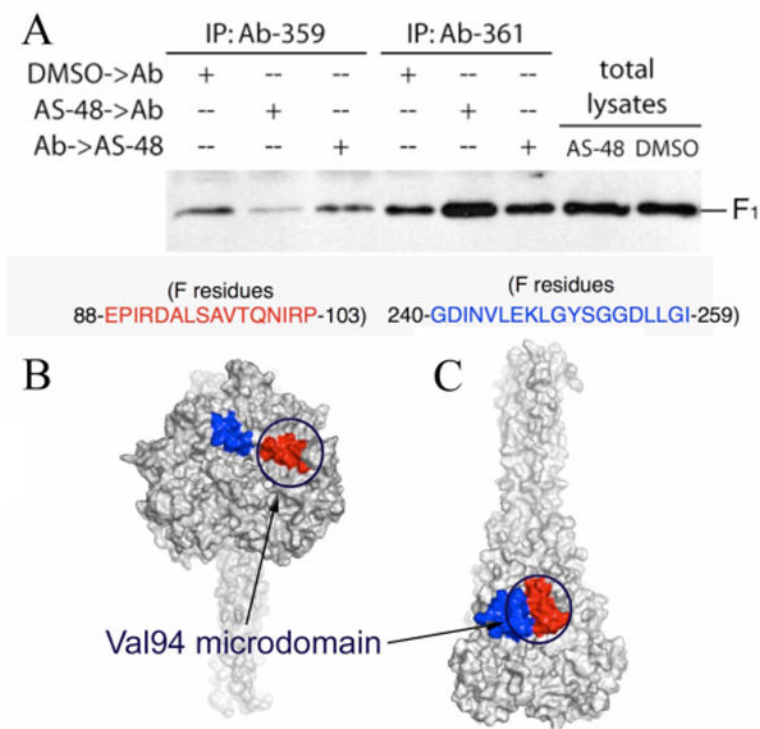 A
IP: Ab-359 IP: Ab-361
DMSO->Ab + -- -- + -- -- total
AS-48->Ab -- + -- -- + -- lysates
Ab->AS-48 -- -- + -- -- + AS-48 DMSO
F1
(F residues (F residues
88-EPIRDALSAVTQNIRP-103) 240-GDINVLEKLGYSGGDLLGI-259)
B C
Val94 microdomain